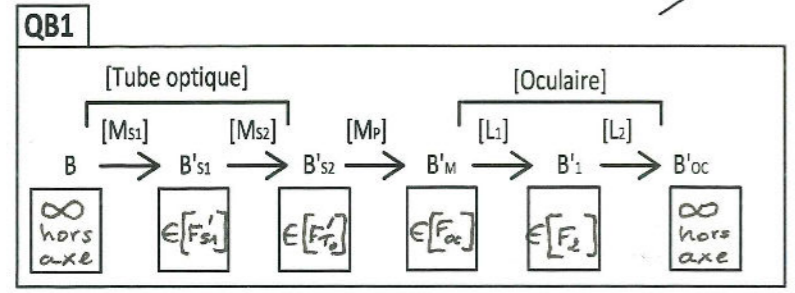 QB1
[Tube optique]
[Oculaire]
[MS1]
[MS2]
[MP]
[L1]
[L2]
B
B'S1
B'S2
B'M
B'1
B'OC
∞ hors axe
∈[F'S1]
∈[F'To]
∈[Foc]
∈[F2]
∞ hors axe